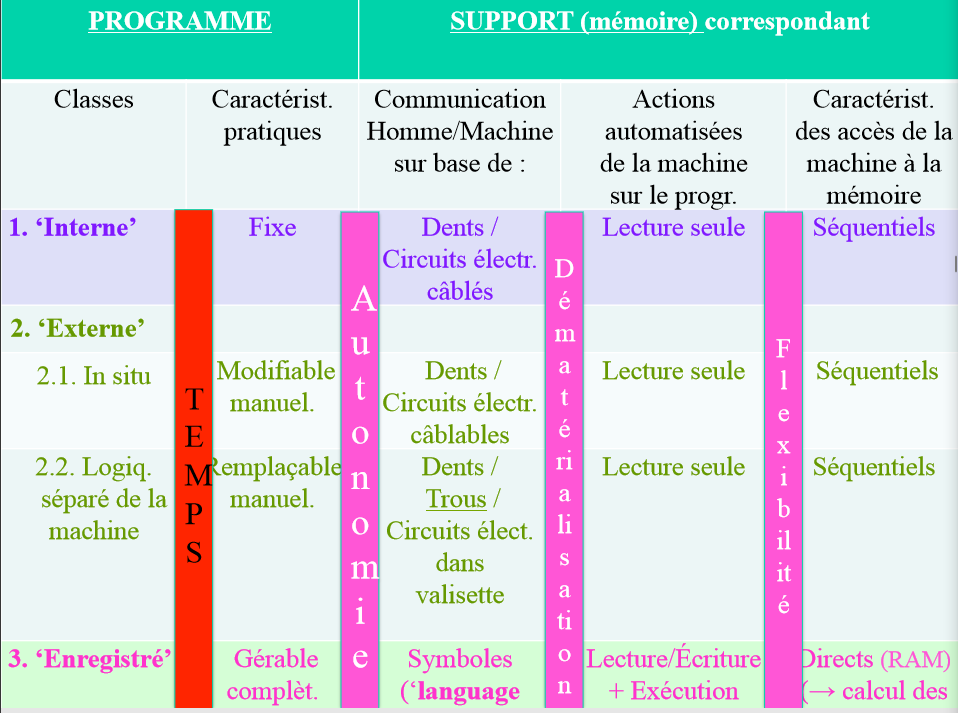 PROGRAMME
SUPPORT (mémoire) correspondant
Classes
Caractérist.
pratiques
Communication
Homme/Machine
sur base de :
Actions
automatisées
de la machine
sur le progr.
Caractérist.
des accès de la
machine à la
mémoire
1. ‘Interne’
Fixe
Dents /
Circuits électr.
câblés
Lecture seule
Séquentiels
2. ‘Externe’
2.1. In situ
Modifiable
manuel.
Dents /
Circuits électr.
câblables
Lecture seule
Séquentiels
2.2. Logiq.
séparé de la
machine
Remplaçable
manuel.
Dents /
Trous /
Circuits élect.
dans
valisette
Lecture seule
Séquentiels
3. ‘Enregistré’
Gérable
complèt.
Symboles
(‘language
Lecture/Écriture
+ Exécution
Directs (RAM)
(→ calcul des
TEMPS
Autonomie
Dématérialisation
Flexibilité